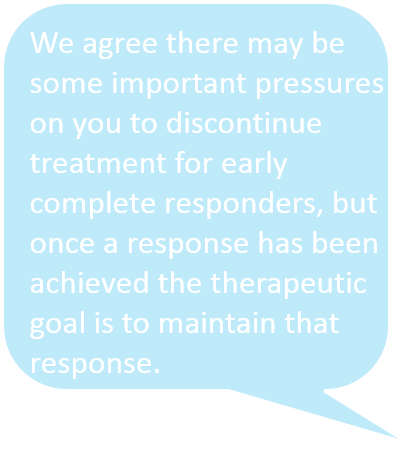 We agree there may be
some important pressures
on you to discontinue
treatment for early
complete responders, but
once a response has been
achieved the therapeutic
goal is to maintain that
response.